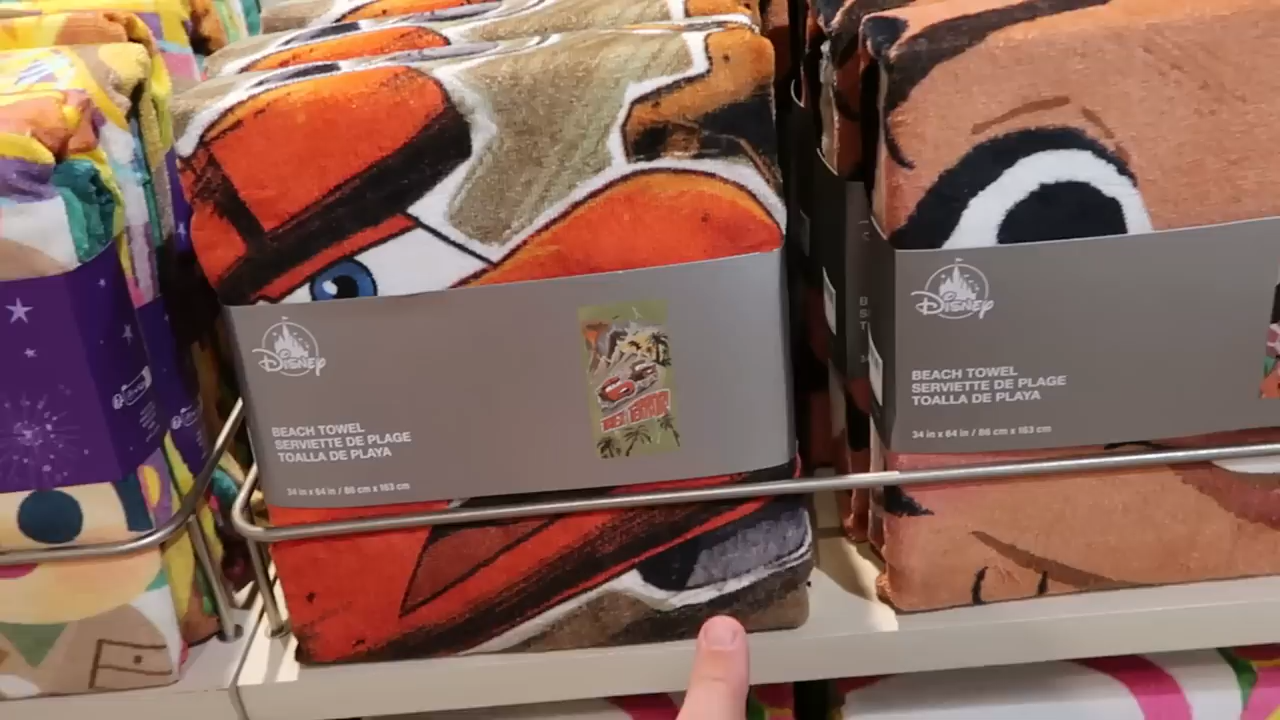 Disney
BEACH TOWEL
SERVIETTE DE PLAGE
TOALLA DE PLAYA
34 in x 64 in / 86 cm x 163 cm
Disney
BEACH TOWEL
SERVIETTE DE PLAGE
TOALLA DE PLAYA
34 in x 64 in / 86 cm x 163 cm